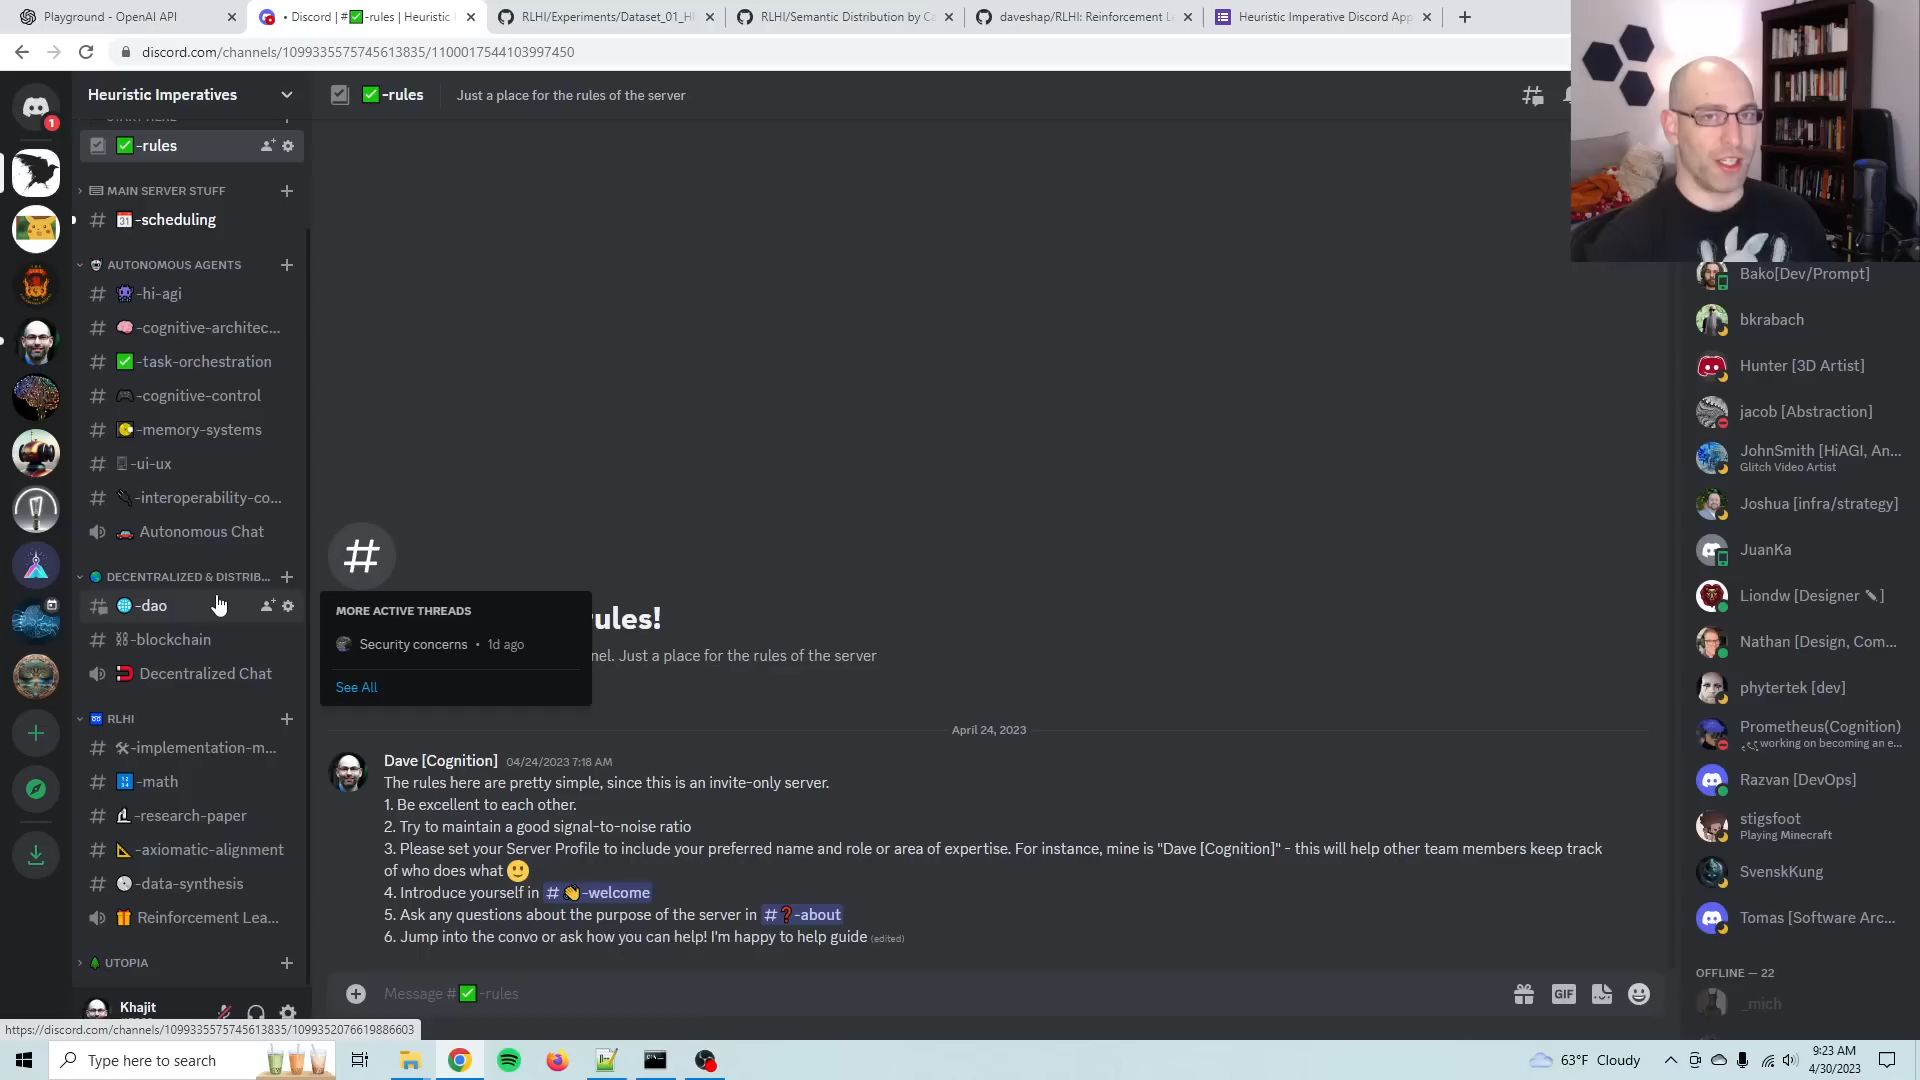 Playground - OpenAI API
• Discord | #✅-rules | Heuristic I
RLHI/Experiments/Dataset_01_HI
RLHI/Semantic Distribution by Ca
daveshap/RLHI: Reinforcement L
Heuristic Imperative Discord App
discord.com/channels/1099335575745613835/1100017544103997450
Heuristic Imperatives
✅-rules
Just a place for the rules of the server
1
✅-rules
MAIN SERVER STUFF
-scheduling
AUTONOMOUS AGENTS
-hi-agi
-cognitive-architec...
✅-task-orchestration
-cognitive-control
-memory-systems
-ui-ux
-interoperability-co...
Autonomous Chat
DECENTRALIZED & DISTRIB...
-dao
-blockchain
Decentralized Chat
RLHI
-implementation-m...
-math
-research-paper
-axiomatic-alignment
-data-synthesis
Reinforcement Lea...
UTOPIA
Khajit
MORE ACTIVE THREADS
Security concerns • 1d ago
See All
ules!
nel. Just a place for the rules of the server
April 24, 2023
Dave [Cognition] 04/24/2023 7:18 AM
The rules here are pretty simple, since this is an invite-only server.
1. Be excellent to each other.
2. Try to maintain a good signal-to-noise ratio
3. Please set your Server Profile to include your preferred name and role or area of expertise. For instance, mine is "Dave [Cognition]" - this will help other team members keep track
of who does what 🙂
4. Introduce yourself in #👋-welcome
5. Ask any questions about the purpose of the server in #❓-about
6. Jump into the convo or ask how you can help! I'm happy to help guide (edited)
Message #✅-rules
GIF
Bako[Dev/Prompt]
bkrabach
Hunter [3D Artist]
jacob [Abstraction]
JohnSmith [HiAGI, An...
Glitch Video Artist
Joshua [infra/strategy]
JuanKa
Liondw [Designer ✎]
Nathan [Design, Com...
phytertek [dev]
Prometheus(Cognition)
working on becoming an e...
Razvan [DevOps]
stigsfoot
Playing Minecraft
SvenskKung
Tomas [Software Arc...
OFFLINE — 22
_mich
https://discord.com/channels/1099335575745613835/1099352076619886603
Type here to search
63°F Cloudy
9:23 AM
4/30/2023